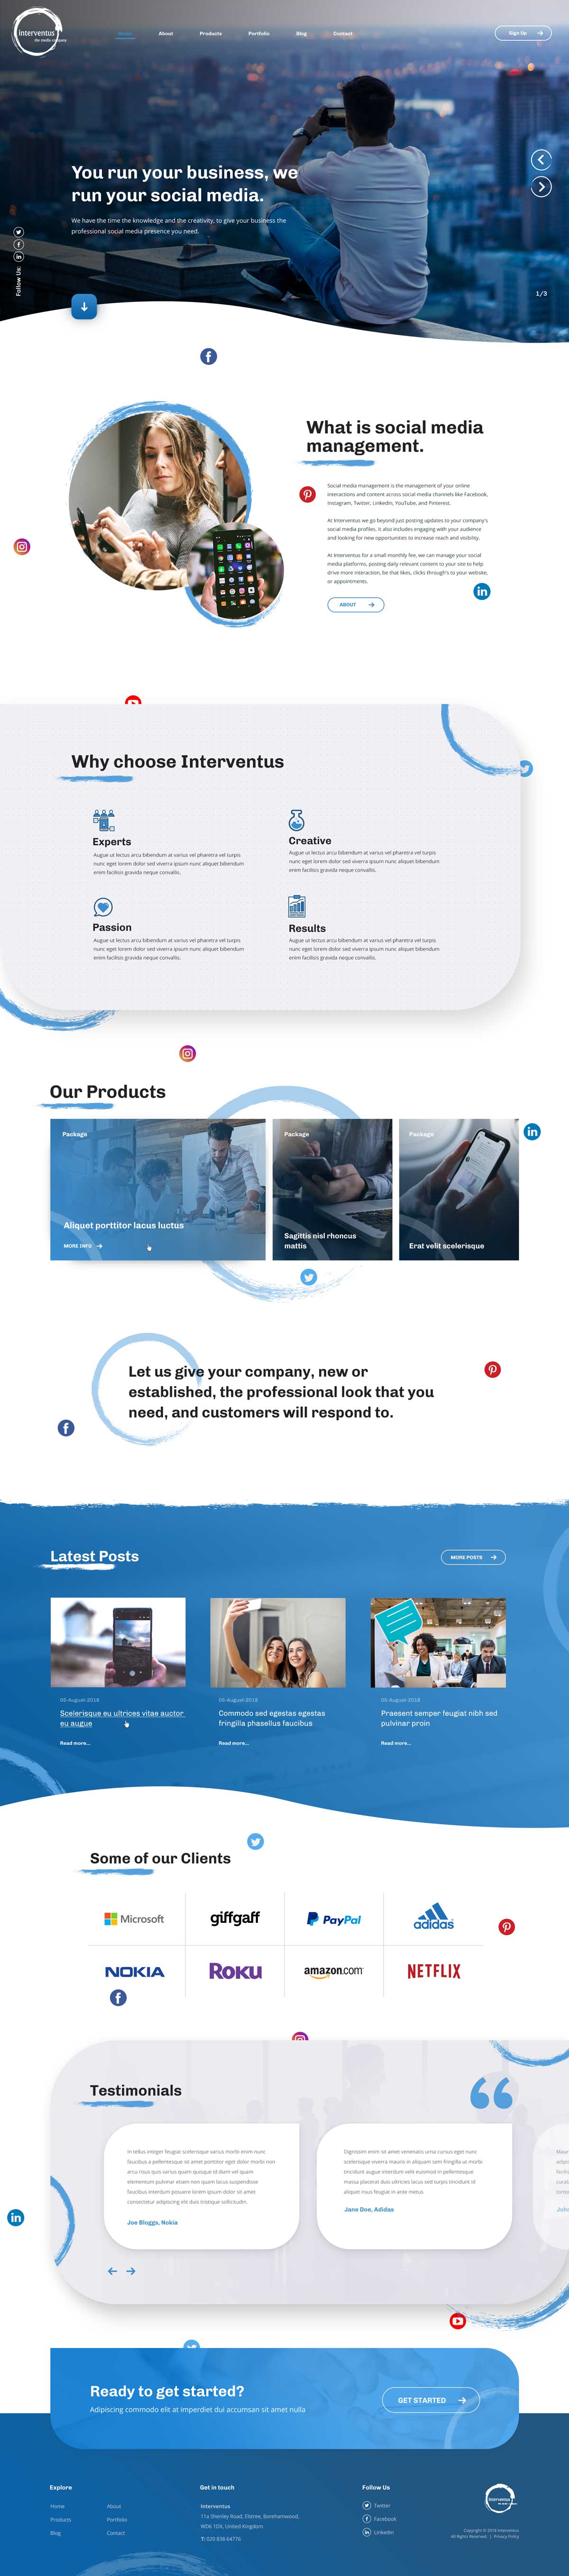 interventus
the media company
Home
About
Products
Portfolio
Blog
Contact
Sign Up
You run your business, we
run your social media.
We have the time the knowledge and the creativity, to give your business the
professional social media presence you need.
Follow Us:
1/3
What is social media
management.
Social media management is the management of your online
interactions and content across social media channels like Facebook,
Instagram, Twitter, LinkedIn, YouTube, and Pinterest.
At Interventus we go beyond just posting updates to your company's
social media profiles. It also includes engaging with your audience
and looking for new opportunities to increase reach and visibility.
At Interventus for a small monthly fee, we can manage your social
media platforms, posting daily relevant content to your site to help
drive more interaction, be that likes, clicks through's to your website,
or appointments.
ABOUT
Why choose Interventus
Experts
Augue ut lectus arcu bibendum at varius vel pharetra vel turpis
nunc eget lorem dolor sed viverra ipsum nunc aliquet bibendum
enim facilisis gravida neque convallis.
Creative
Augue ut lectus arcu bibendum at varius vel pharetra vel turpis
nunc eget lorem dolor sed viverra ipsum nunc aliquet bibendum
enim facilisis gravida neque convallis.
Passion
Augue ut lectus arcu bibendum at varius vel pharetra vel turpis
nunc eget lorem dolor sed viverra ipsum nunc aliquet bibendum
enim facilisis gravida neque convallis.
Results
Augue ut lectus arcu bibendum at varius vel pharetra vel turpis
nunc eget lorem dolor sed viverra ipsum nunc aliquet bibendum
enim facilisis gravida neque convallis.
Our Products
Package
Aliquet porttitor lacus luctus
MORE INFO
Package
Sagittis nisl rhoncus
mattis
Package
Erat velit scelerisque
Let us give your company, new or
established, the professional look that you
need, and customers will respond to.
Latest Posts
MORE POSTS
05-August-2018
Scelerisque eu ultrices vitae auctor
eu augue
Read more...
05-August-2018
Commodo sed egestas egestas
fringilla phasellus faucibus
Read more...
05-August-2018
Praesent semper feugiat nibh sed
pulvinar proin
Read more...
Some of our Clients
Microsoft
giffgaff
PayPal
adidas
NOKIA
ROKU
amazon.com
NETFLIX
Testimonials
In tellus integer feugiat scelerisque varius morbi enim nunc
faucibus a pellentesque sit amet porttitor eget dolor morbi non
arcu risus quis varius quam quisque id diam vel quam
elementum pulvinar etiam non quam lacus suspendisse
faucibus interdum posuere lorem ipsum dolor sit amet
consectetur adipiscing elit duis tristique sollicitudin.
Joe Bloggs, Nokia
Dignissim enim sit amet venenatis urna cursus eget nunc
scelerisque viverra mauris in aliquam sem fringilla ut morbi
tincidunt augue interdum velit euismod in pellentesque
massa placerat duis ultricies lacus sed turpis tincidunt id
aliquet risus feugiat in ante metus
Jane Doe, Adidas
Ready to get started?
Adipiscing commodo elit at imperdiet dui accumsan sit amet nulla
GET STARTED
Explore
Home
About
Products
Portfolio
Blog
Contact
Get in touch
Interventus
11a Shenley Road, Elstree, Borehamwood,
WD6 1DX, United Kingdom
T: 020 838 64776
Follow Us
Twitter
Facebook
LinkedIn
interventus
Copyright © 2018 Interventus
All Rights Reserved. | Privacy Policy